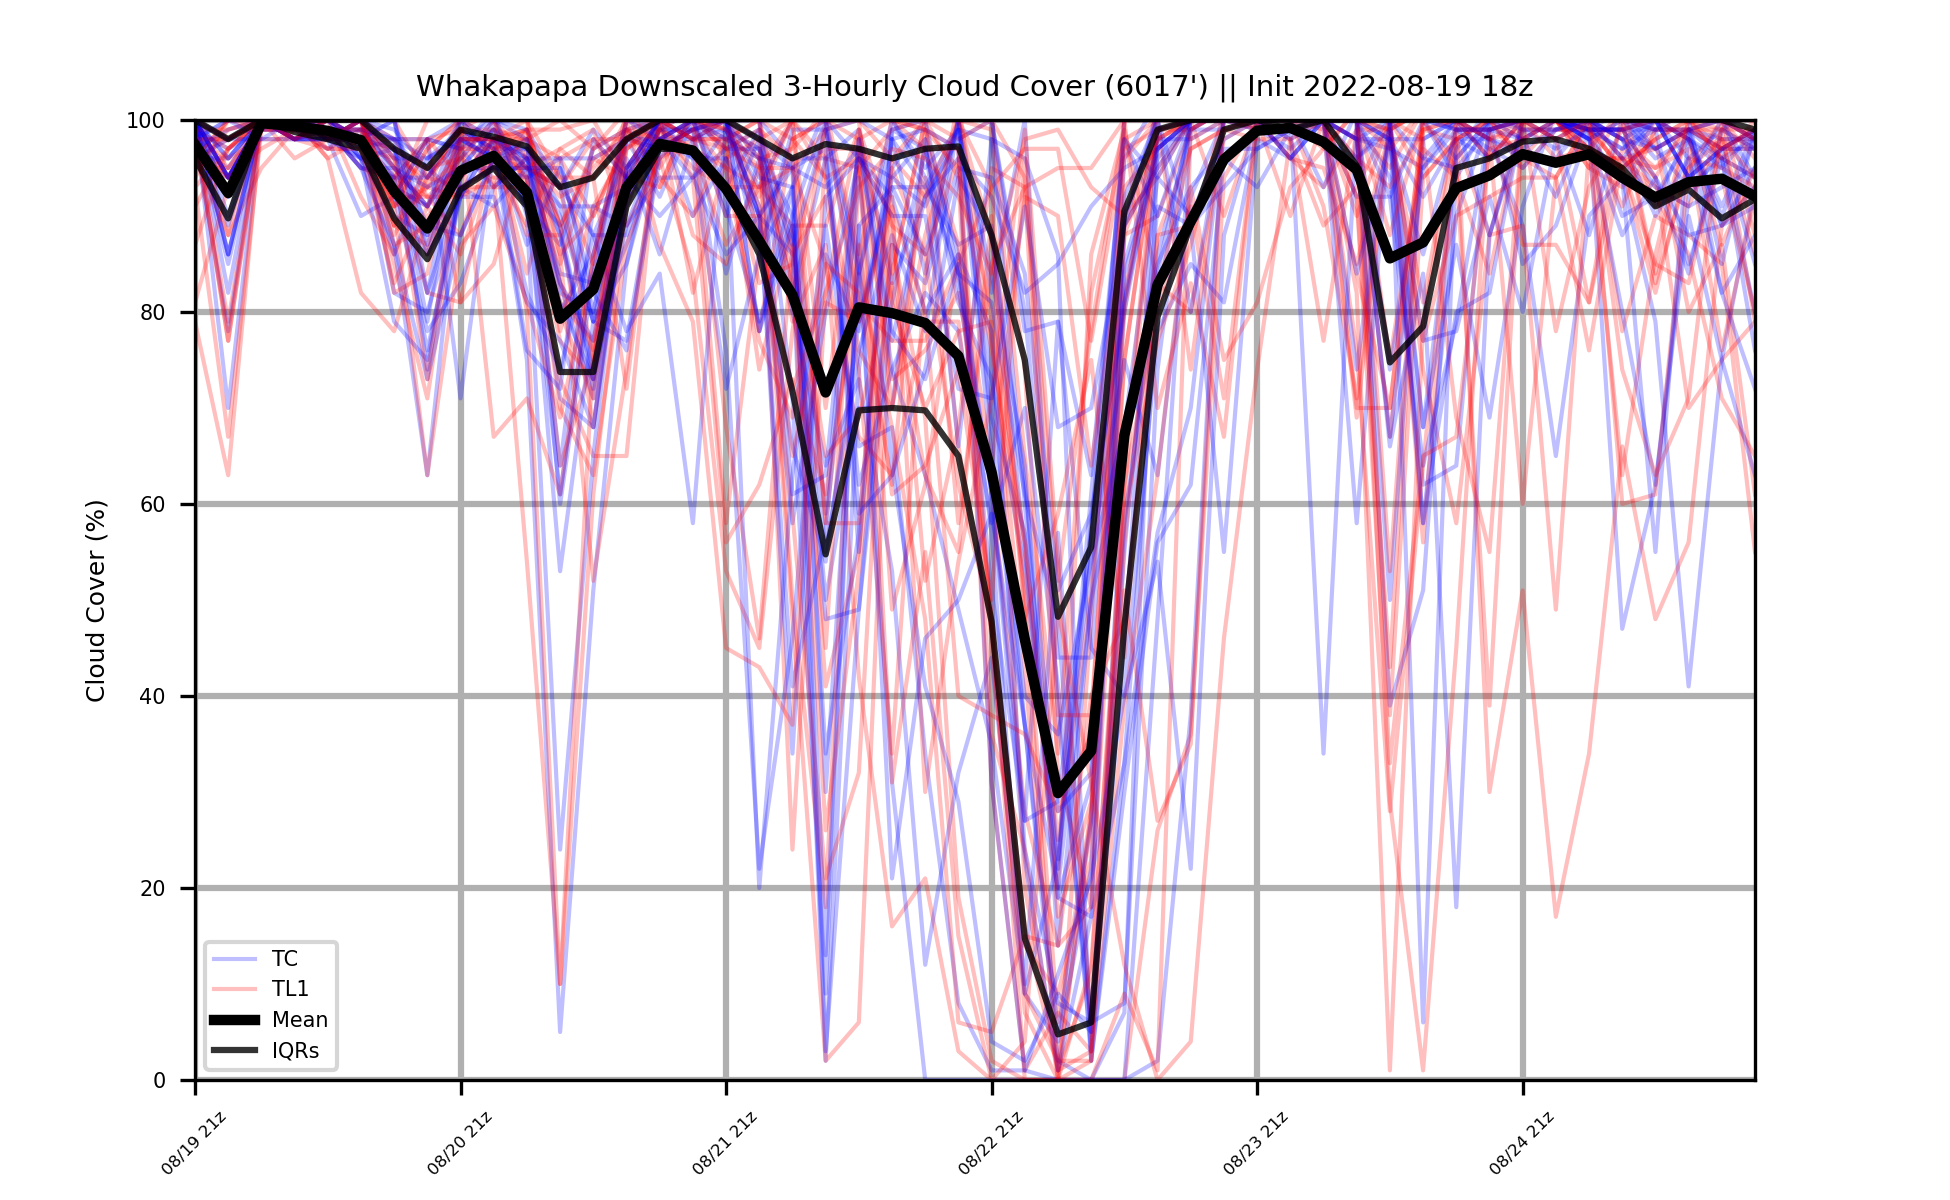 Whakapapa Downscaled 3-Hourly Cloud Cover (6017') || Init 2022-08-19 18z
Cloud Cover (%)
100
80
60
40
20
0
TC
TL1
Mean
IQRs
08/19 21z
08/20 21z
08/21 21z
08/22 21z
08/23 21z
08/24 21z